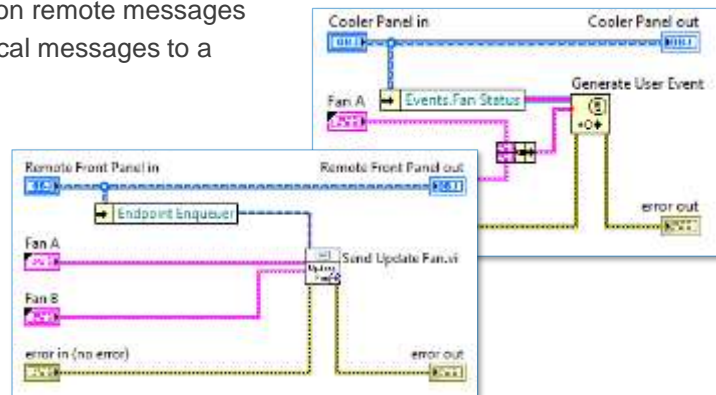 on remote messages
cal messages to a
Cooler Panel in
Cooler Panel out
Generate User Event
Fan A
Events.Fan Status
error out
Remote Front Panel in
Remote Front Panel out
Endpoint Enqueuer
Fan A
Send Update Fan.vi
Fan B
error in (no error)
error out